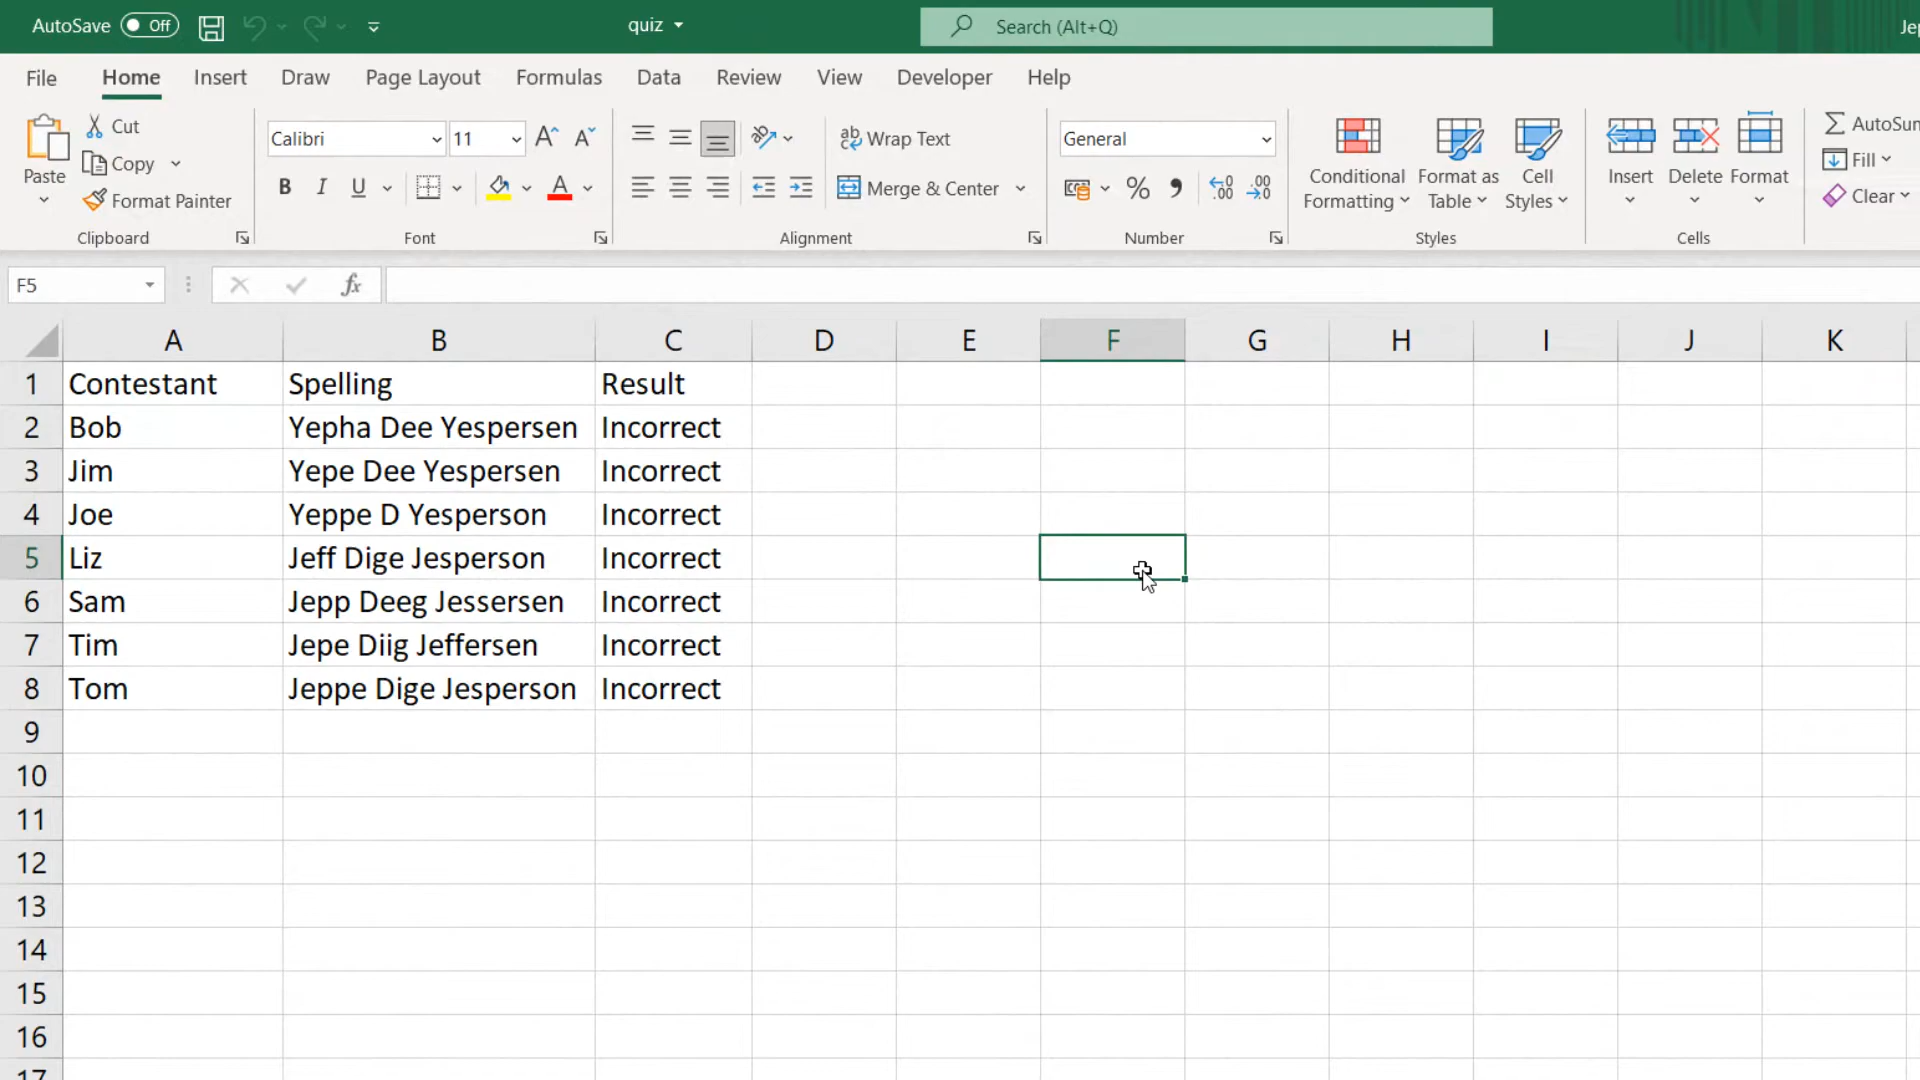 AutoSave Off quiz Search (Alt+Q) Je
File Home Insert Draw Page Layout Formulas Data Review View Developer Help
Paste Cut Copy Format Painter Clipboard
Calibri 11 B I U A Font
ab Wrap Text Merge & Center Alignment
General % Number
Conditional Formatting Format as Table Cell Styles Styles
Insert Delete Format Cells
AutoSum Fill Clear
F5 fx
A B C D E F G H I J K
1 Contestant Spelling Result
2 Bob Yepha Dee Yespersen Incorrect
3 Jim Yepe Dee Yespersen Incorrect
4 Joe Yeppe D Yesperson Incorrect
5 Liz Jeff Dige Jesperson Incorrect
6 Sam Jepp Deeg Jessersen Incorrect
7 Tim Jepe Diig Jeffersen Incorrect
8 Tom Jeppe Dige Jesperson Incorrect
9
10
11
12
13
14
15
16
17